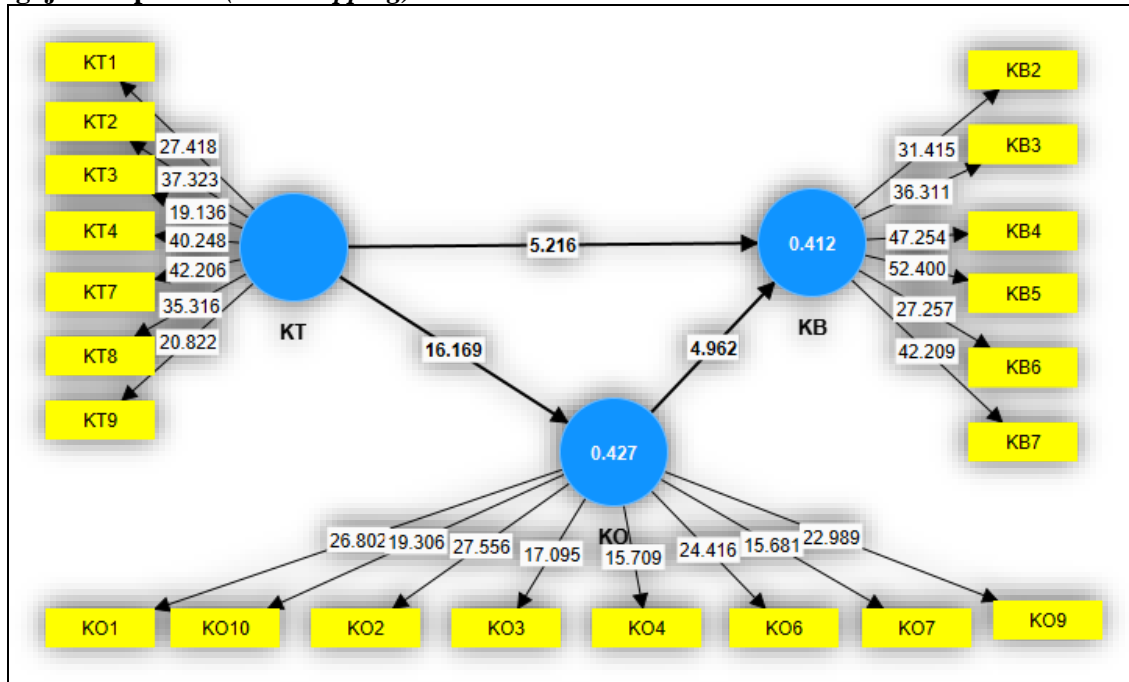 KT1
KT2
KT3
KT4
KT7
KT8
KT9
27.418
37.323
19.136
40.248
42.206
35.316
20.822
KT
5.216
16.169
4.962
0.412
KB
31.415
36.311
47.254
52.400
27.257
42.209
KB2
KB3
KB4
KB5
KB6
KB7
0.427
KO
26.802
19.306
27.556
17.095
15.709
24.416
15.681
22.989
KO1
KO10
KO2
KO3
KO4
KO6
KO7
KO9